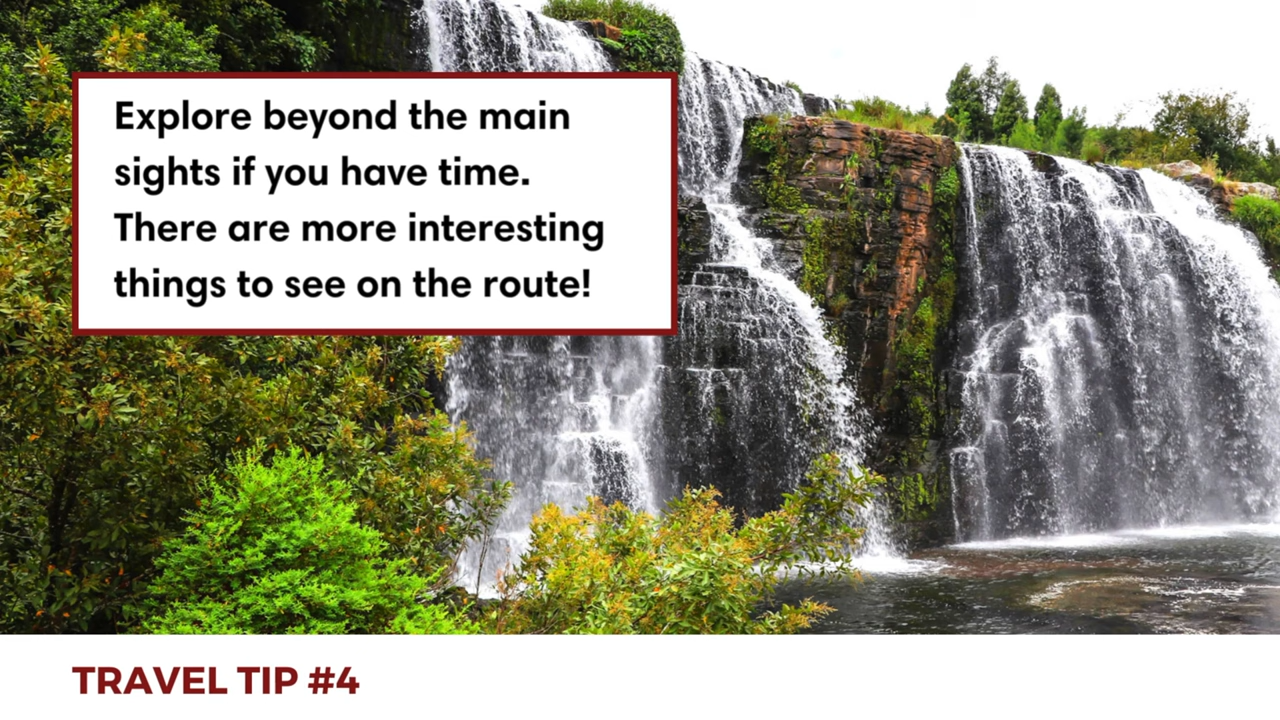 Explore beyond the main
sights if you have time.
There are more interesting
things to see on the route!
TRAVEL TIP #4